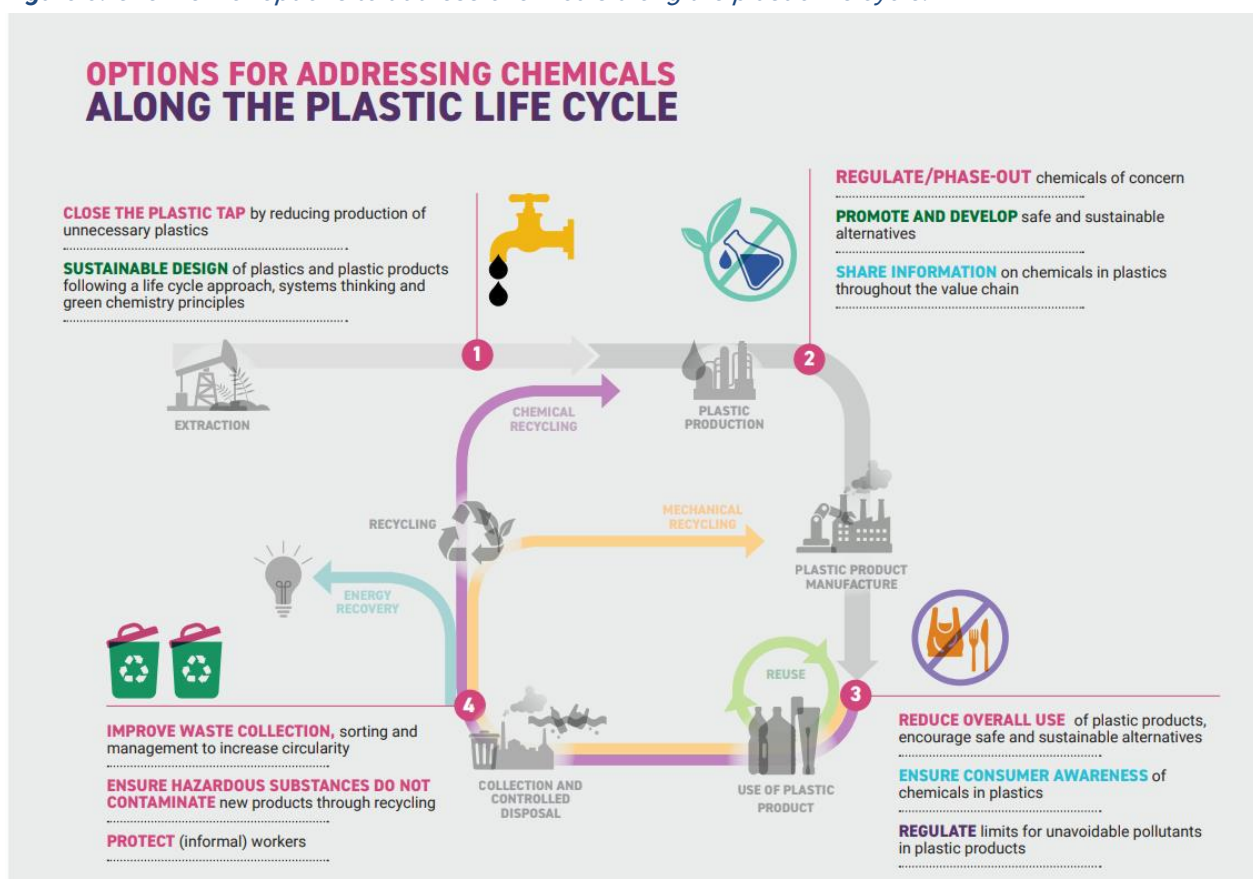 OPTIONS FOR ADDRESSING CHEMICALS
ALONG THE PLASTIC LIFE CYCLE
CLOSE THE PLASTIC TAP by reducing production of
unnecessary plastics
SUSTAINABLE DESIGN of plastics and plastic products
following a life cycle approach, systems thinking and
green chemistry principles
REGULATE/PHASE-OUT chemicals of concern
PROMOTE AND DEVELOP safe and sustainable
alternatives
SHARE INFORMATION on chemicals in plastics
throughout the value chain
1
2
EXTRACTION
CHEMICAL
RECYCLING
PLASTIC
PRODUCTION
RECYCLING
MECHANICAL
RECYCLING
PLASTIC PRODUCT
MANUFACTURE
ENERGY
RECOVERY
REUSE
4
3
IMPROVE WASTE COLLECTION, sorting and
management to increase circularity
ENSURE HAZARDOUS SUBSTANCES DO NOT
CONTAMINATE new products through recycling
PROTECT (informal) workers
COLLECTION AND
CONTROLLED
DISPOSAL
USE OF PLASTIC
PRODUCT
REDUCE OVERALL USE of plastic products,
encourage safe and sustainable alternatives
ENSURE CONSUMER AWARENESS of
chemicals in plastics
REGULATE limits for unavoidable pollutants
in plastic products